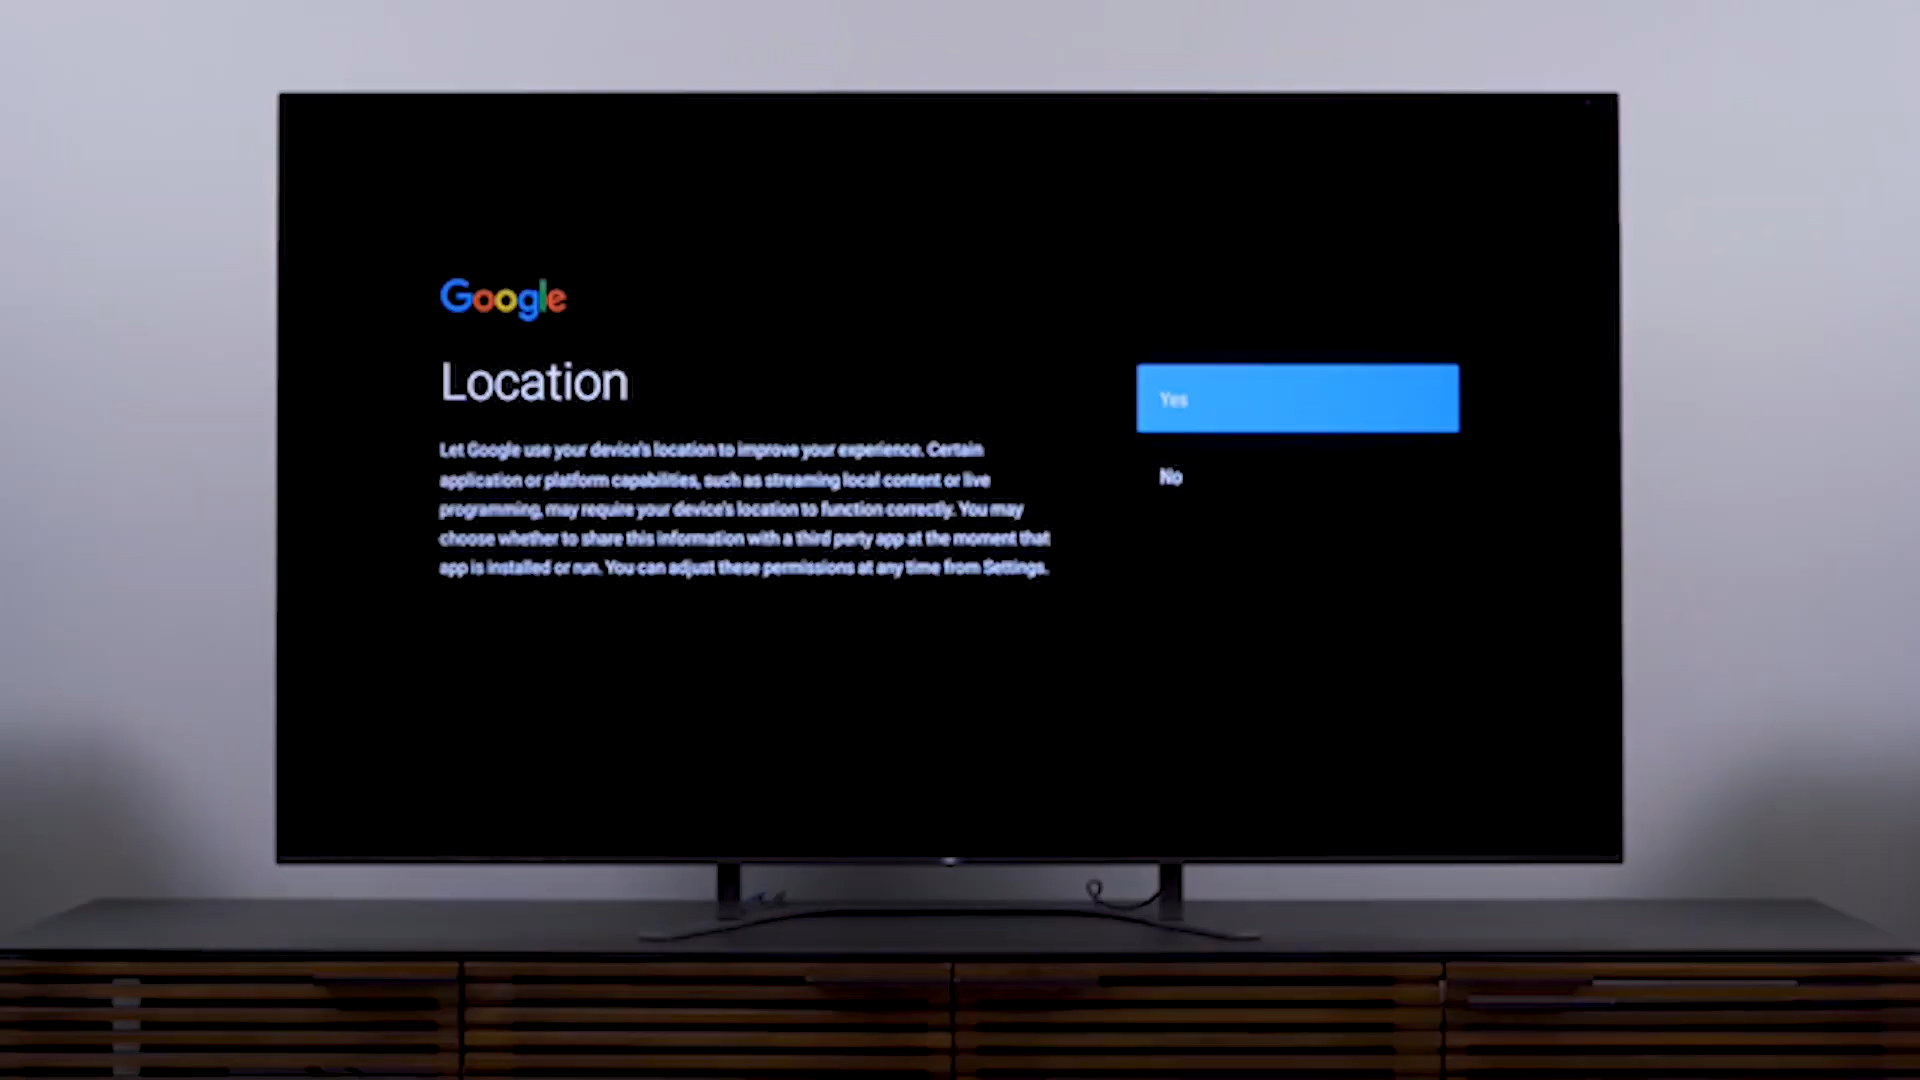 Google
Location
Let Google use your device's location to improve your experience. Certain
application or platform capabilities, such as streaming local content or live
programming, may require your device's location to function correctly. You may
choose whether to share this information with a third party app at the moment that
app is installed or run. You can adjust these permissions at any time from Settings.
Yes
No